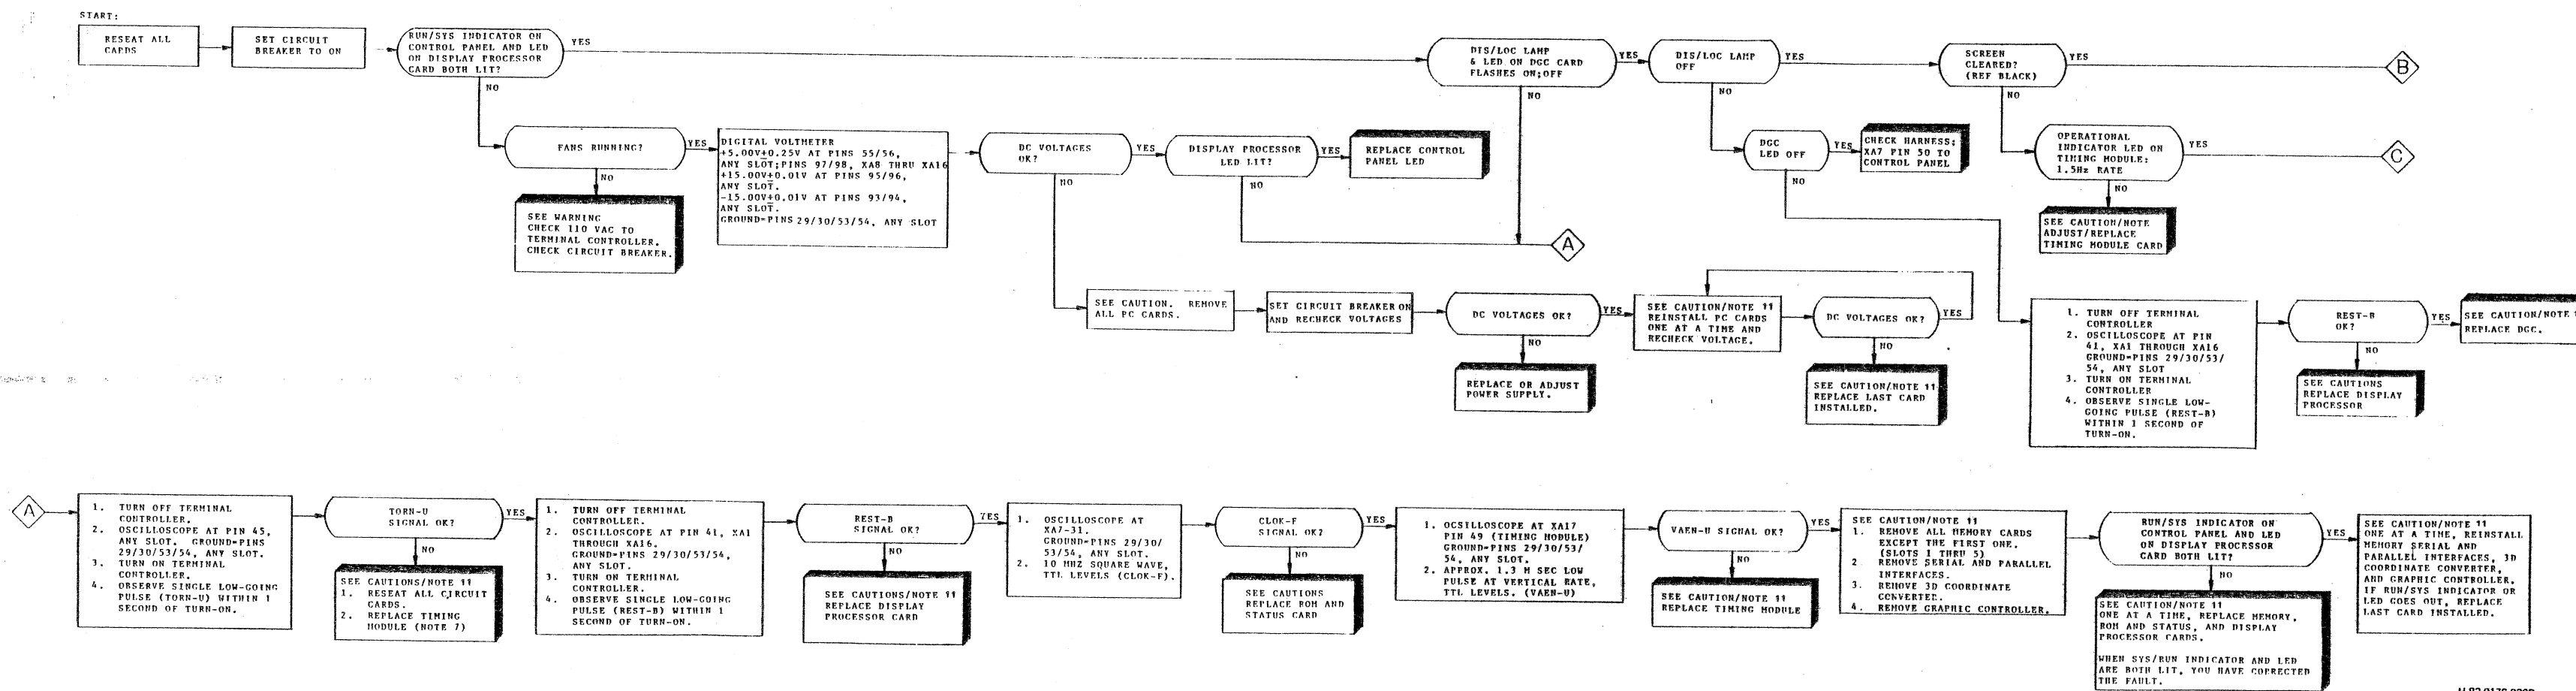 START:
RESEAT ALL
CARDS
SET CIRCUIT
BREAKER TO ON
RUN/SYS INDICATOR ON
CONTROL PANEL AND LED
ON DISPLAY PROCESSOR
CARD BOTH LIT?
YES
NO
DIS/LOC LAMP
& LED ON DGC CARD
FLASHES ON;OFF
YES
NO
DIS/LOC LAMP
OFF
YES
NO
SCREEN
CLEARED?
(REF BLACK)
YES
NO
B
FANS RUNNING?
YES
NO
SEE WARNING
CHECK 110 VAC TO
TERMINAL CONTROLLER.
CHECK CIRCUIT BREAKER.
DIGITAL VOLTMETER
+5.00V±0.25V AT PINS 55/56,
ANY SLOT;PINS 97/98, XA8 THRU XA16
+15.00V±0.01V AT PINS 95/96,
ANY SLOT.
-15.00V±0.01V AT PINS 93/94,
ANY SLOT.
GROUND=PINS 29/30/53/54, ANY SLOT
DC VOLTAGES
OK?
YES
NO
DISPLAY PROCESSOR
LED LIT?
YES
NO
REPLACE CONTROL
PANEL LED
A
DGC
LED OFF
YES
NO
CHECK HARNESS;
XA7 PIN 50 TO
CONTROL PANEL
OPERATIONAL
INDICATOR LED ON
TIMING MODULE:
1.5Hz RATE
YES
NO
C
SEE CAUTION/NOTE
ADJUST/REPLACE
TIMING MODULE CARD
SEE CAUTION. REMOVE
ALL PC CARDS.
SET CIRCUIT BREAKER ON
AND RECHECK VOLTAGES
DC VOLTAGES OK?
YES
NO
REPLACE OR ADJUST
POWER SUPPLY.
SEE CAUTION/NOTE 11
REINSTALL PC CARDS
ONE AT A TIME AND
RECHECK VOLTAGE.
DC VOLTAGES OK?
YES
NO
SEE CAUTION/NOTE 11
REPLACE LAST CARD
INSTALLED.
1. TURN OFF TERMINAL
CONTROLLER
2. OSCILLOSCOPE AT PIN
41, XA1 THROUGH XA16
GROUND=PINS 29/30/53/
54, ANY SLOT
3. TURN ON TERMINAL
CONTROLLER
4. OBSERVE SINGLE LOW-
GOING PULSE (REST-B)
WITHIN 1 SECOND OF
TURN-ON.
REST-B
OK?
YES
NO
SEE CAUTION/NOTE
REPLACE DGC.
SEE CAUTIONS
REPLACE DISPLAY
PROCESSOR
A
1. TURN OFF TERMINAL
CONTROLLER.
2. OSCILLOSCOPE AT PIN 45,
ANY SLOT. GROUND=PINS
29/30/53/54, ANY SLOT.
3. TURN ON TERMINAL
CONTROLLER.
4. OBSERVE SINGLE LOW-GOING
PULSE (TORN-U) WITHIN 1
SECOND OF TURN-ON.
TORN-U
SIGNAL OK?
YES
NO
SEE CAUTIONS/NOTE 11
1. RESEAT ALL CIRCUIT
CARDS.
2. REPLACE TIMING
MODULE (NOTE 7)
1. TURN OFF TERMINAL
CONTROLLER.
2. OSCILLOSCOPE AT PIN 41, XA1
THROUGH XA16.
GROUND=PINS 29/30/53/54,
ANY SLOT.
3. TURN ON TERMINAL
CONTROLLER.
4. OBSERVE SINGLE LOW-GOING
PULSE (REST-B) WITHIN 1
SECOND OF TURN-ON.
REST-B
SIGNAL OK?
YES
NO
SEE CAUTIONS/NOTE 11
REPLACE DISPLAY
PROCESSOR CARD
1. OSCILLOSCOPE AT
XA7-31.
GROUND=PINS 29/30/
53/54, ANY SLOT.
2. 10 MHZ SQUARE WAVE,
TTL LEVELS (CLOK-F).
CLOK-F
SIGNAL OK?
YES
NO
SEE CAUTIONS
REPLACE ROM AND
STATUS CARD
1. OCSILLOSCOPE AT XA17
PIN 49 (TIMING MODULE)
GROUND=PINS 29/30/53/
54, ANY SLOT.
2. APPROX. 1.3 M SEC LOW
PULSE AT VERTICAL RATE,
TTL LEVELS. (VAEN-U)
VAEN-U SIGNAL OK?
YES
NO
SEE CAUTION/NOTE 11
REPLACE TIMING MODULE
SEE CAUTION/NOTE 11
1. REMOVE ALL MEMORY CARDS
EXCEPT THE FIRST ONE.
(SLOTS 1 THRU 5)
2 REMOVE SERIAL AND PARALLEL
INTERFACES.
3. REMOVE 3D COORDINATE
CONVERTER.
4. REMOVE GRAPHIC CONTROLLER.
RUN/SYS INDICATOR ON
CONTROL PANEL AND LED
ON DISPLAY PROCESSOR
CARD BOTH LIT?
YES
NO
SEE CAUTION/NOTE 11
ONE AT A TIME, REPLACE MEMORY,
ROM AND STATUS, AND DISPLAY
PROCESSOR CARDS.
WHEN SYS/RUN INDICATOR AND LED
ARE BOTH LIT, YOU HAVE CORRECTED
THE FAULT.
SEE CAUTION/NOTE 11
ONE AT A TIME, REINSTALL
MEMORY SERIAL AND
PARALLEL INTERFACES, 3D
COORDINATE CONVERTER,
AND GRAPHIC CONTROLLER.
IF RUN/SYS INDICATOR OR
LED GOES OUT, REPLACE
LAST CARD INSTALLED.